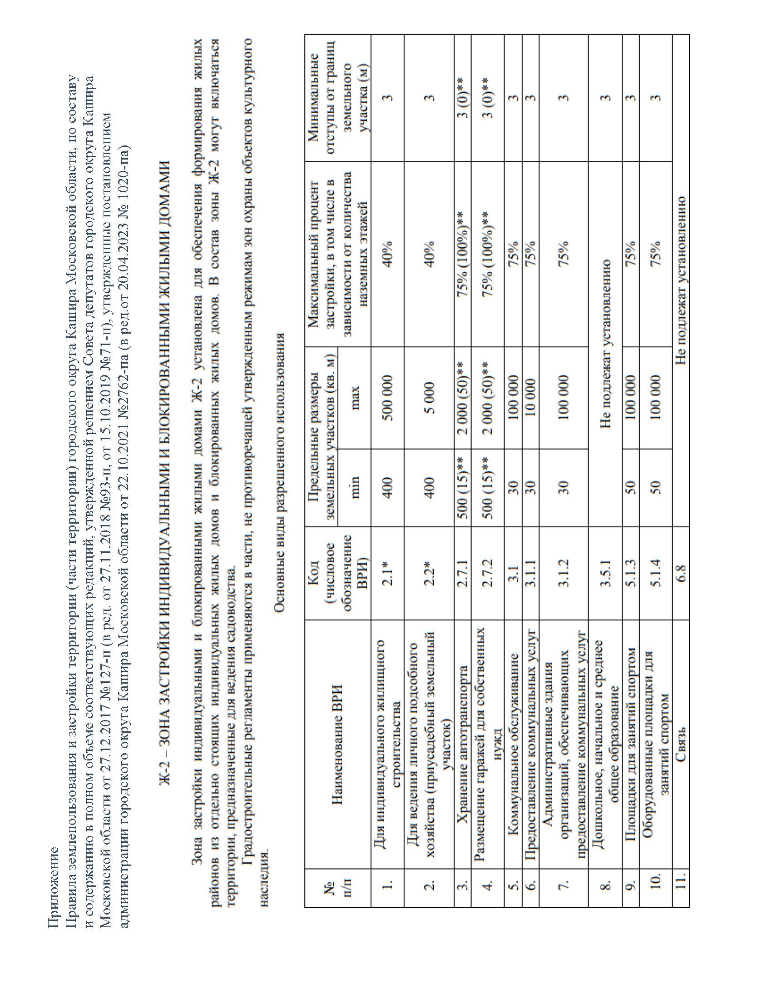 Приложение
Правила землепользования и застройки территории (части территории) городского округа Кашира Московской области, по составу
и содержанию в полном объеме соответствующих редакций, утвержденной решением Совета депутатов городского округа Кашира
Московской области от 27.12.2017 №127-н (в ред. от 27.11.2018 №93-н, от 15.10.2019 №71-н), утвержденные постановлением
администрации городского округа Кашира Московской области от 22.10.2021 №2762-па (в ред.от 20.04.2023 № 1020-па)
Ж-2 – ЗОНА ЗАСТРОЙКИ ИНДИВИДУАЛЬНЫМИ И БЛОКИРОВАННЫМИ ЖИЛЫМИ ДОМАМИ
Зона застройки индивидуальными и блокированными жилыми домами Ж-2 установлена для обеспечения формирования жилых
районов из отдельно стоящих индивидуальных жилых домов и блокированных жилых домов. В состав зоны Ж-2 могут включаться
территории, предназначенные для ведения садоводства.
Градостроительные регламенты применяются в части, не противоречащей утвержденным режимам зон охраны объектов культурного
наследия.
Основные виды разрешенного использования
№
п/п
Наименование ВРИ
Код
(числовое
обозначение
ВРИ)
Предельные размеры
земельных участков (кв. м)
min
max
Максимальный процент
застройки, в том числе в
зависимости от количества
наземных этажей
Минимальные
отступы от границ
земельного
участка (м)
1. Для индивидуального жилищного
строительства
2.1* 400 500 000 40% 3
2. Для ведения личного подсобного
хозяйства (приусадебный земельный
участок)
2.2* 400 5 000 40% 3
3. Хранение автотранспорта 2.7.1 500 (15)** 2 000 (50)** 75% (100%)** 3 (0)**
4. Размещение гаражей для собственных
нужд
2.7.2 500 (15)** 2 000 (50)** 75% (100%)** 3 (0)**
5. Коммунальное обслуживание 3.1 30 100 000 75% 3
6. Предоставление коммунальных услуг 3.1.1 30 10 000 75% 3
7. Административные здания
организаций, обеспечивающих
предоставление коммунальных услуг
3.1.2 30 100 000 75% 3
8. Дошкольное, начальное и среднее
общее образование
3.5.1 Не подлежат установлению 3
9. Площадки для занятий спортом 5.1.3 50 100 000 75% 3
10. Оборудованные площадки для
занятий спортом
5.1.4 50 100 000 75% 3
11. Связь 6.8 Не подлежат установлению